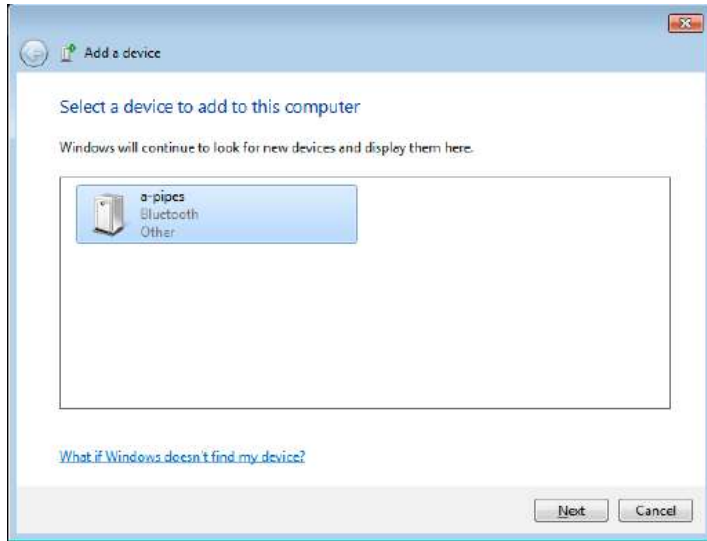 Add a device
Select a device to add to this computer
Windows will continue to look for new devices and display them here.
a-pipes
Bluetooth
Other
What if Windows doesn't find my device?
Next
Cancel